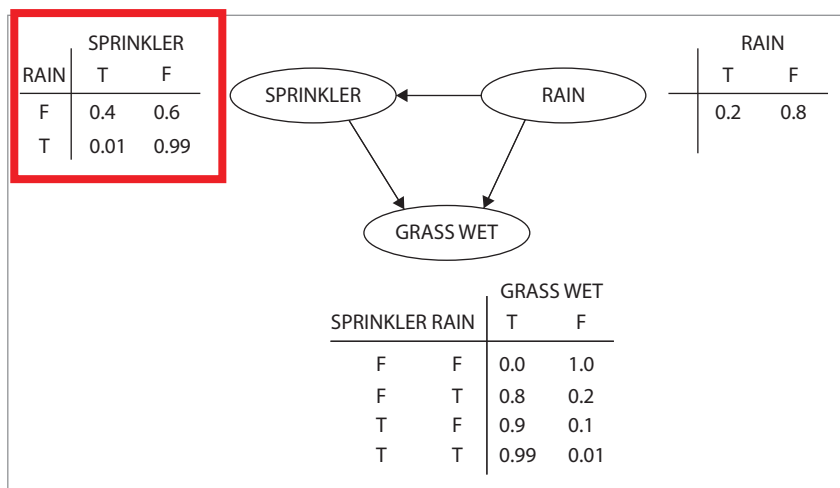 SPRINKLER
RAIN T F
F 0.4 0.6
T 0.01 0.99
SPRINKLER
RAIN
RAIN
T F
0.2 0.8
GRASS WET
GRASS WET
SPRINKLER RAIN T F
F F 0.0 1.0
F T 0.8 0.2
T F 0.9 0.1
T T 0.99 0.01